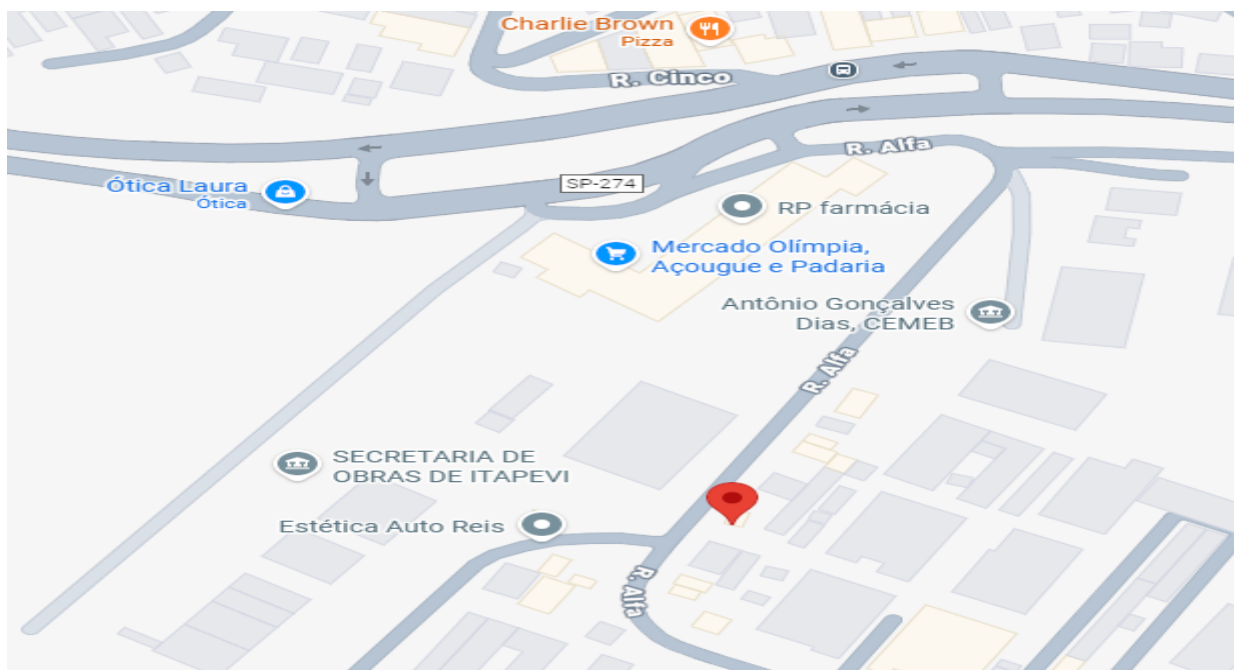 Charlie Brown
Pizza
R. Cinco
R. Alfa
Ótica Laura
Ótica
SP-274
RP farmácia
Mercado Olímpia,
Açougue e Padaria
Antônio Gonçalves
Dias, CEMEB
R. Alfa
SECRETARIA DE
OBRAS DE ITAPEVI
Estética Auto Reis
R. Alfa